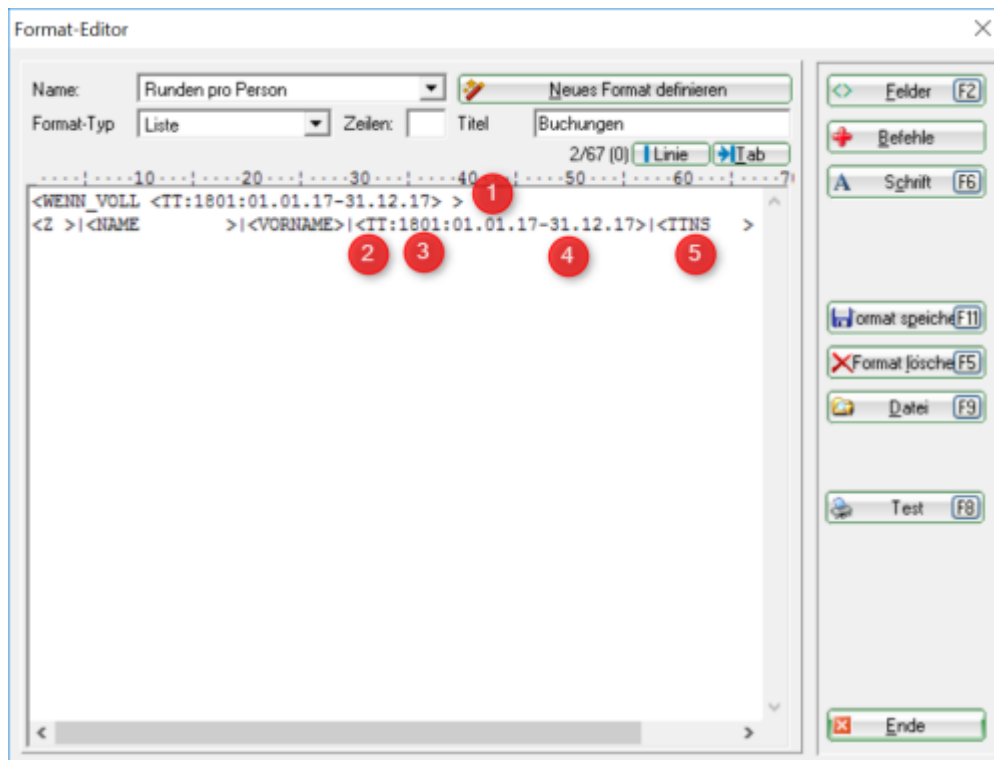 Format-Editor
Name: Runden pro Person Neues Format definieren
Format-Typ Liste Zeilen: Titel Buchungen
2/67 (0) Linie Tab
....¦....10...¦....20...¦....30...¦....40...¦....50...¦....60...¦....7
<WENN_VOLL <TT:1801:01.01.17-31.12.17> > 1
<Z >|<NAME >|<VORNAME>|<TT:1801:01.01.17-31.12.17>|<TTNS >
2 3 4 5
Felder F2
Befehle
Schrift F6
ormat speiche F11
Format lösche F5
Datei F9
Test F8
Ende